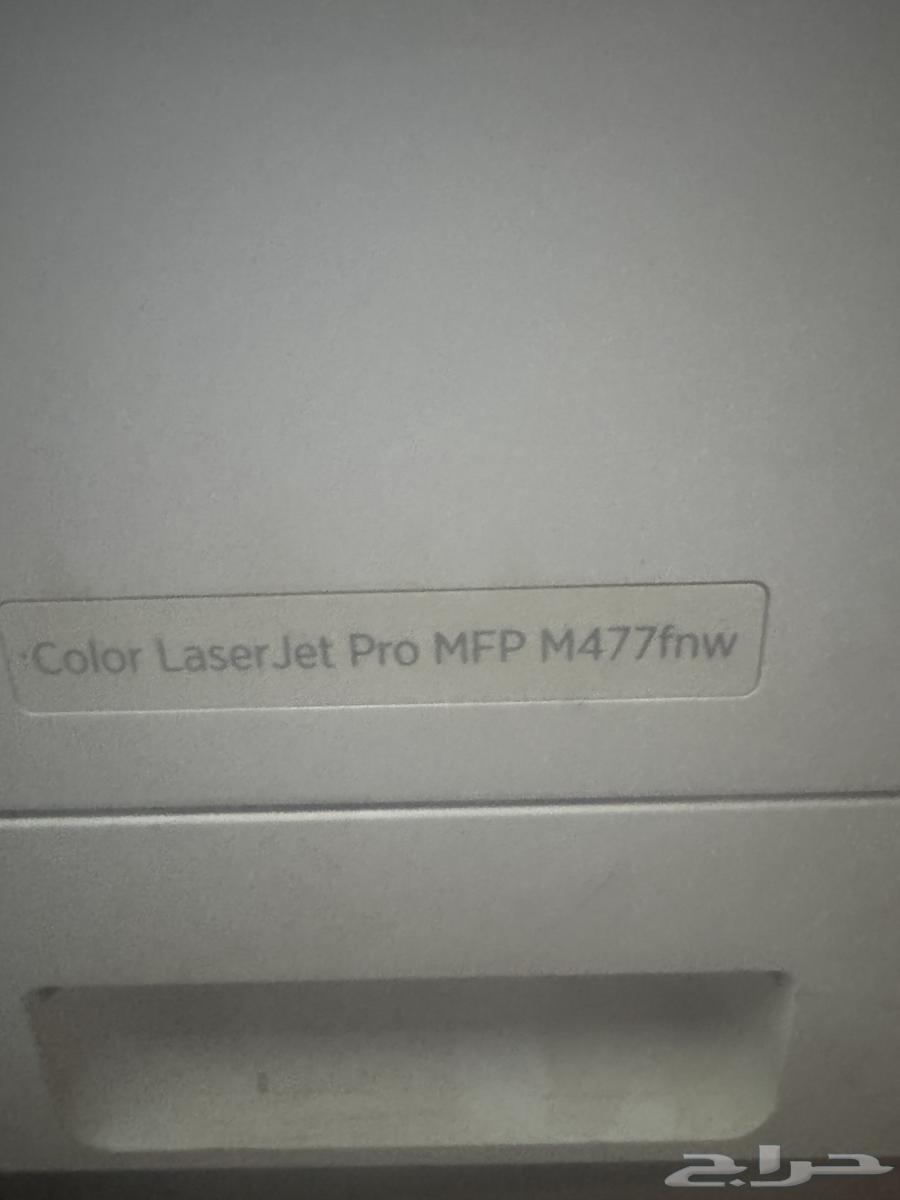 Color LaserJet Pro MFP M477fnw
حراج